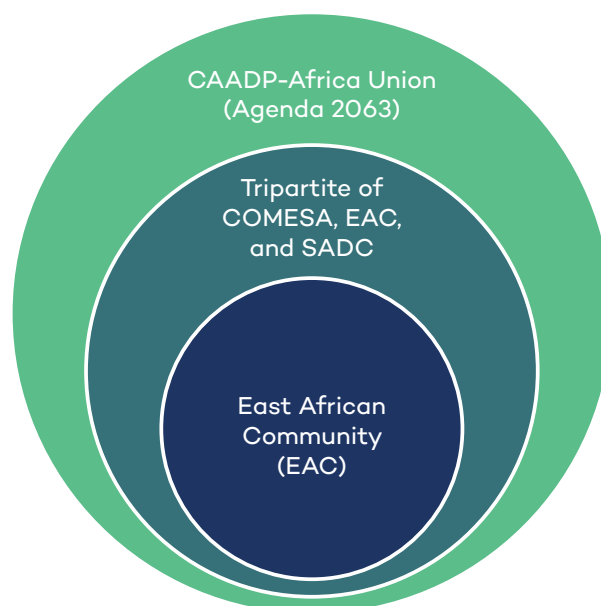 CAADP-Africa Union
(Agenda 2063)
Tripartite of
COMESA, EAC,
and SADC
East African
Community
(EAC)